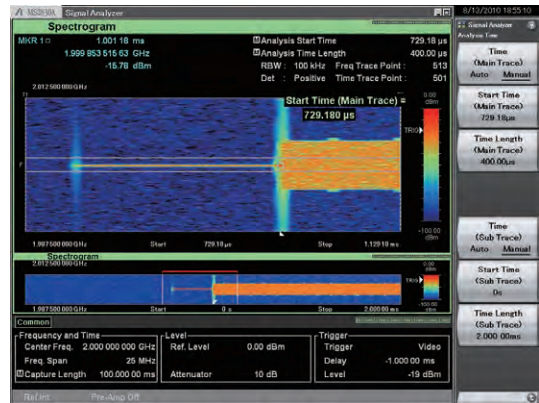 MS2830A Signal Analyzer
8/13/2010 18:55:10
Spectrogram
MKR 1
1.001 18 ms
1.999 853 515 63 GHz
-15.78 dBm
Analysis Start Time 729.18 µs
Analysis Time Length 400.00 µs
RBW : 100 kHz Freq Trace Point : 513
Det : Positive Time Trace Point : 501
2.012 500 000 GHz
Start Time (Main Trace) =
729.180 µs
0.00
dBm
TRIG
F
-100.00
dBm
1.987 500 000 GHz Start 729.18 µs Stop 1.129 18 ms
Spectrogram
2.012 500 000 GHz
0.00
dBm
TRIG
-100.00
dBm
1.987 500 000 GHz Start 0 s Stop 2.000 00 ms
Common
Frequency and Time
Center Freq. 2.000 000 000 GHz
Freq. Span 25 MHz
Capture Length 100.000 00 ms
Level
Ref. Level 0.00 dBm
Attenuator 10 dB
Trigger
Trigger Video
Delay -1.000 00 ms
Level -19 dBm
Ref.Int Pre-Amp Off
Signal Analyzer
Analysis Time
Time
(Main Trace)
Auto Manual
Start Time
(Main Trace)
729.18µs
Time Length
(Main Trace)
400.00µs
Time
(Sub Trace)
Auto Manual
Start Time
(Sub Trace)
0s
Time Length
(Sub Trace)
2.000 00ms